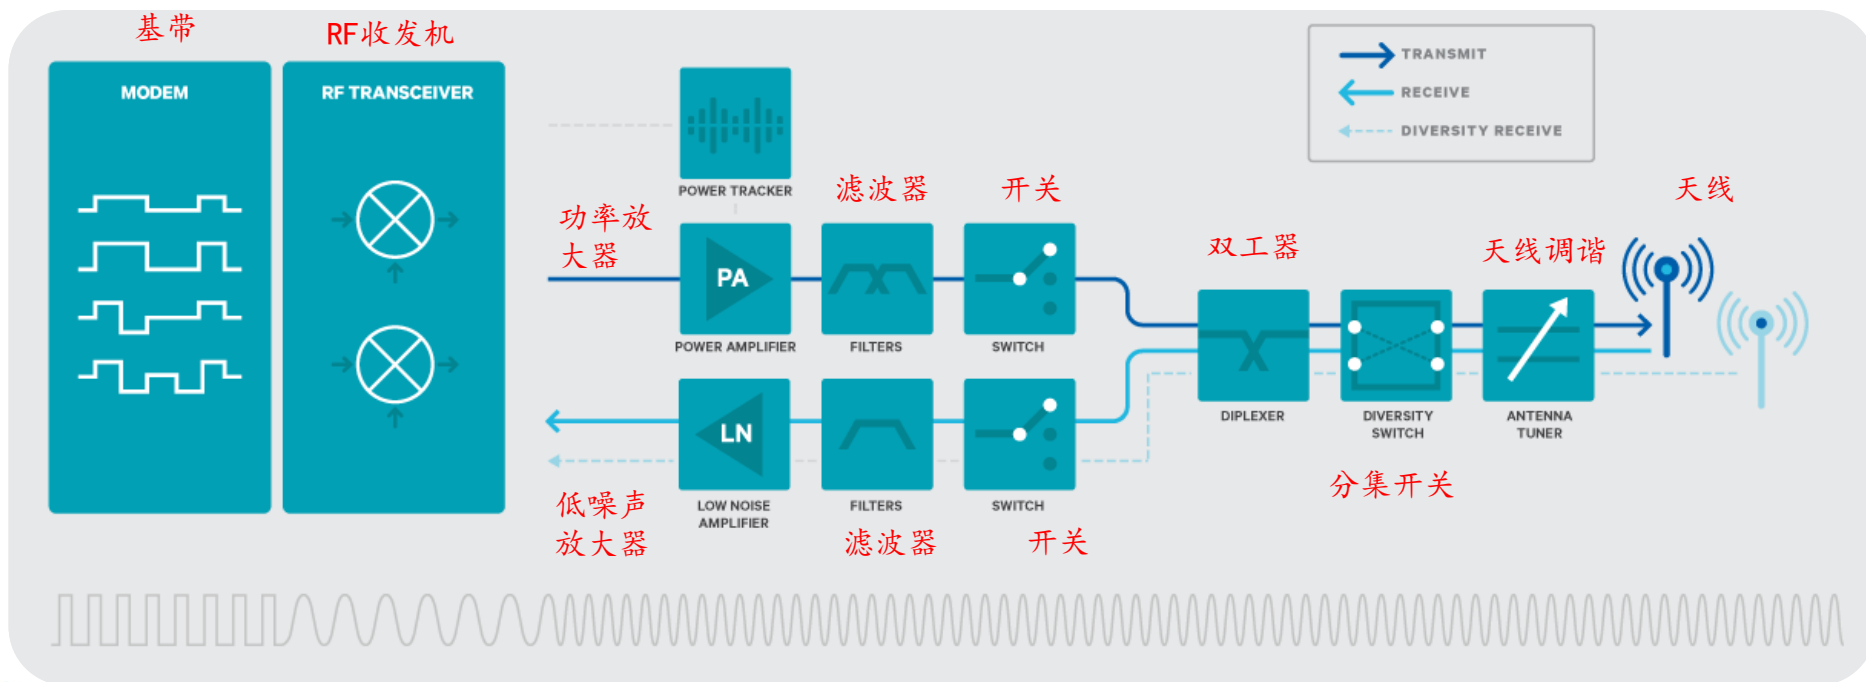 基带
RF收发机
MODEM
RF TRANSCEIVER
TRANSMIT
RECEIVE
DIVERSITY RECEIVE
POWER TRACKER
滤波器
开关
天线
功率放
大器
双工器
天线调谐
PA
POWER AMPLIFIER
FILTERS
SWITCH
DIPLEXER
DIVERSITY
SWITCH
ANTENNA
TUNER
LN
分集开关
低噪声
放大器
LOW NOISE
AMPLIFIER
FILTERS
SWITCH
滤波器
开关